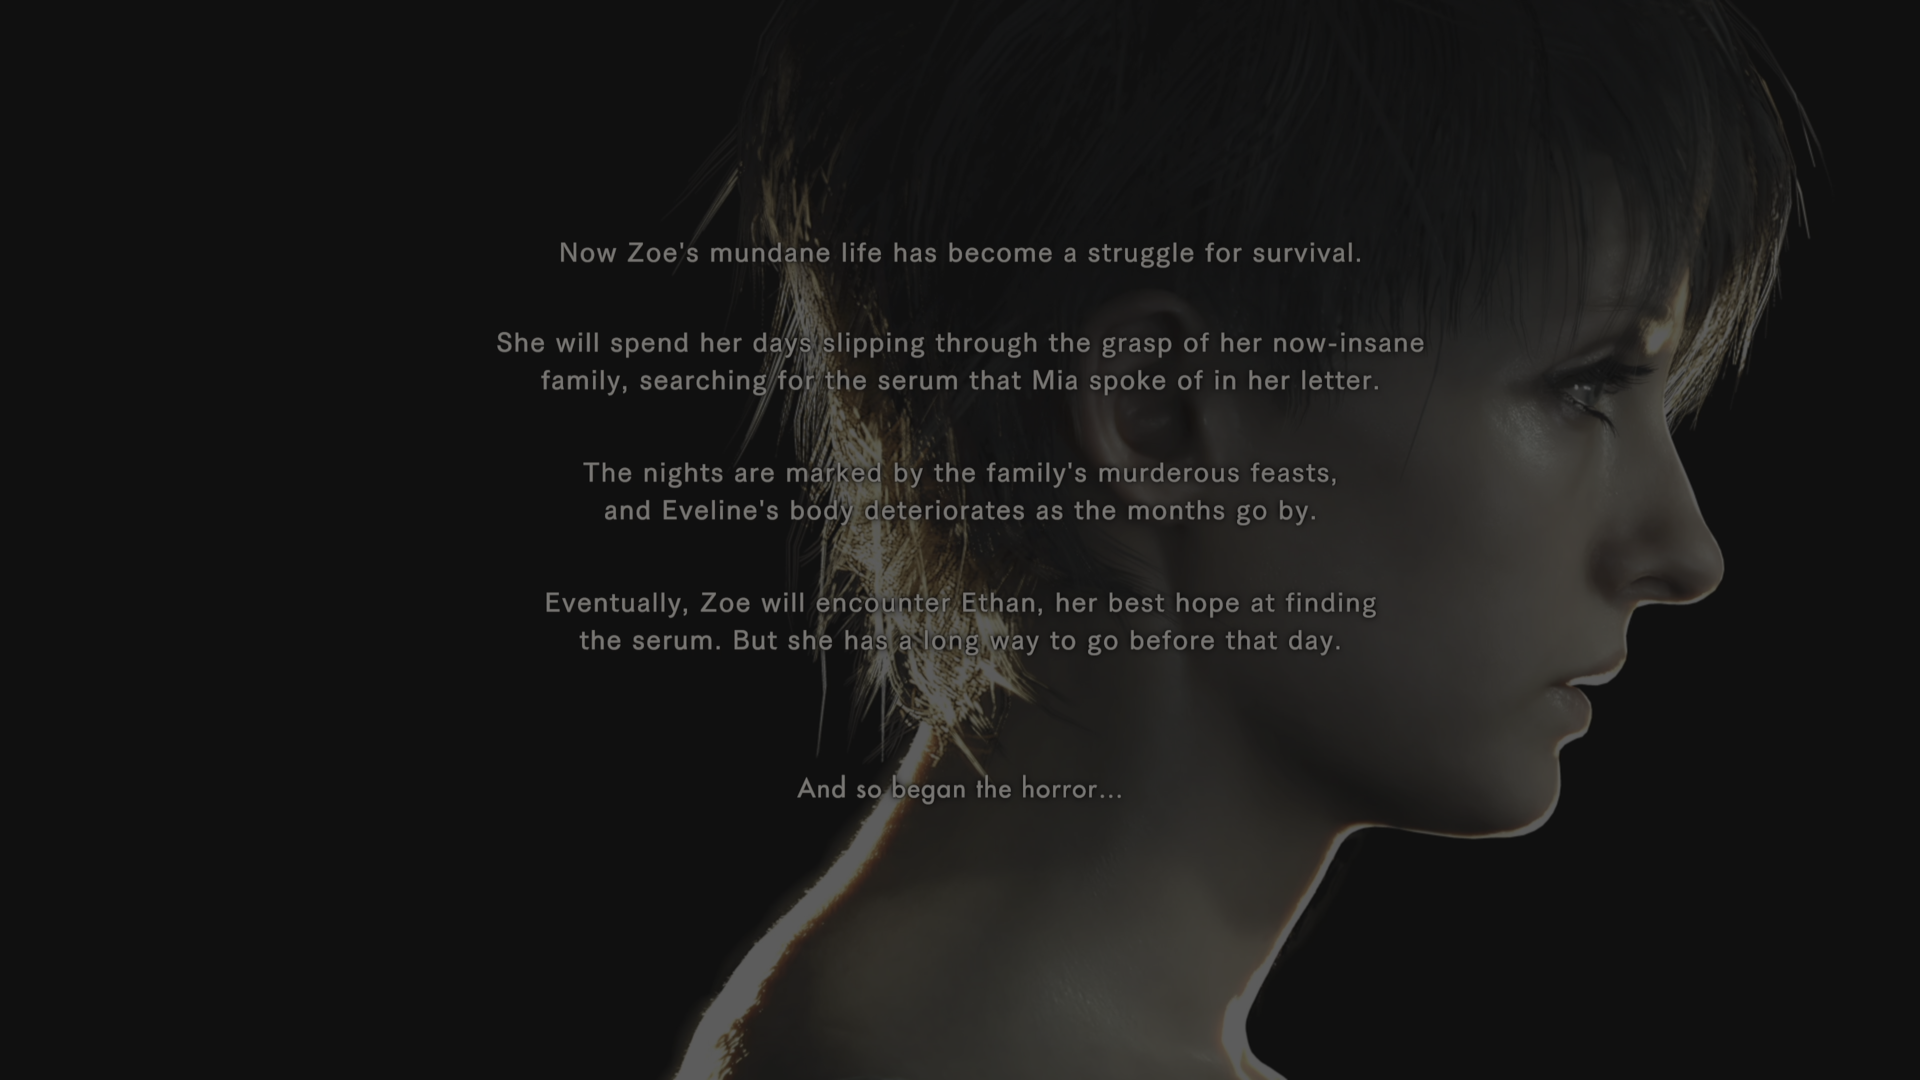 Now Zoe's mundane life has become a struggle for survival.
She will spend her days slipping through the grasp of her now-insane
family, searching for the serum that Mia spoke of in her letter.
The nights are marked by the family's murderous feasts,
and Eveline's body deteriorates as the months go by.
Eventually, Zoe will encounter Ethan, her best hope at finding
the serum. But she has a long way to go before that day.
And so began the horror...